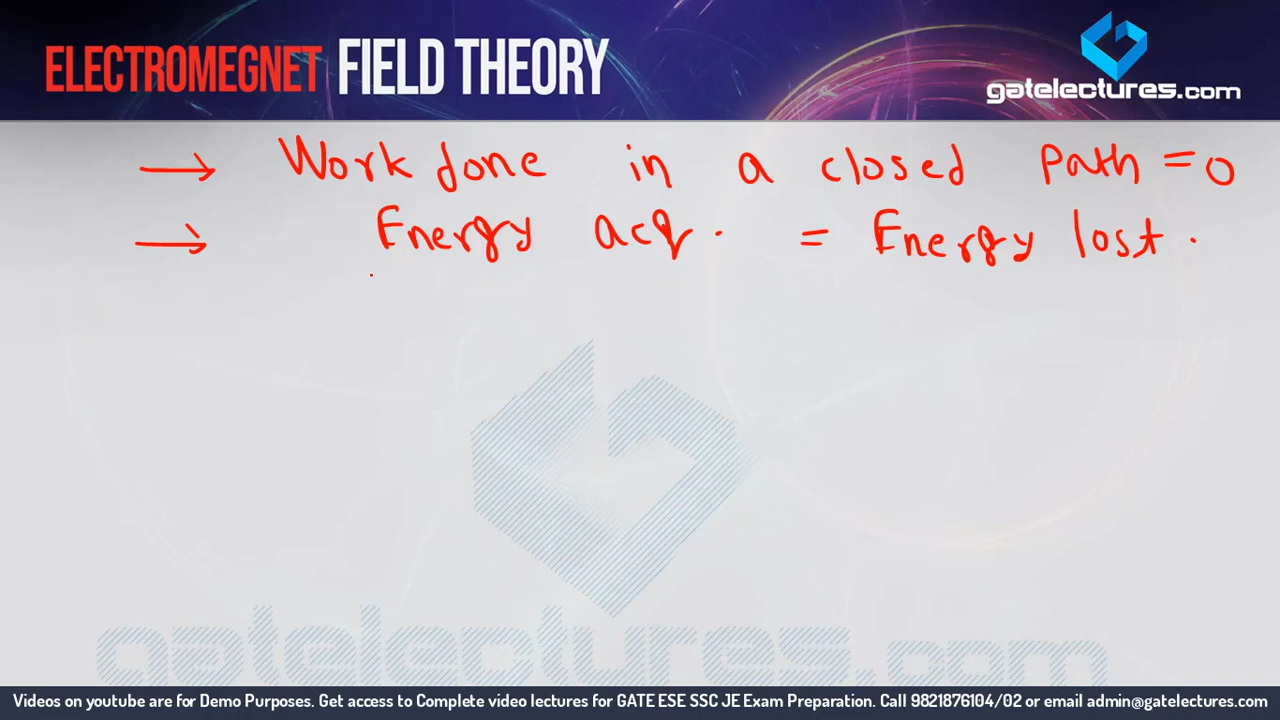 ELECTROMEGNET FIELD THEORY
gatelectures.com
→ Work done in a closed Path = 0
→ Energy acq. = Energy lost.
gatelectures.com
Videos on youtube are for Demo Purposes. Get access to Complete video lectures for GATE ESE SSC JE Exam Preparation. Call 9821876104/02 or email admin@gatelectures.com